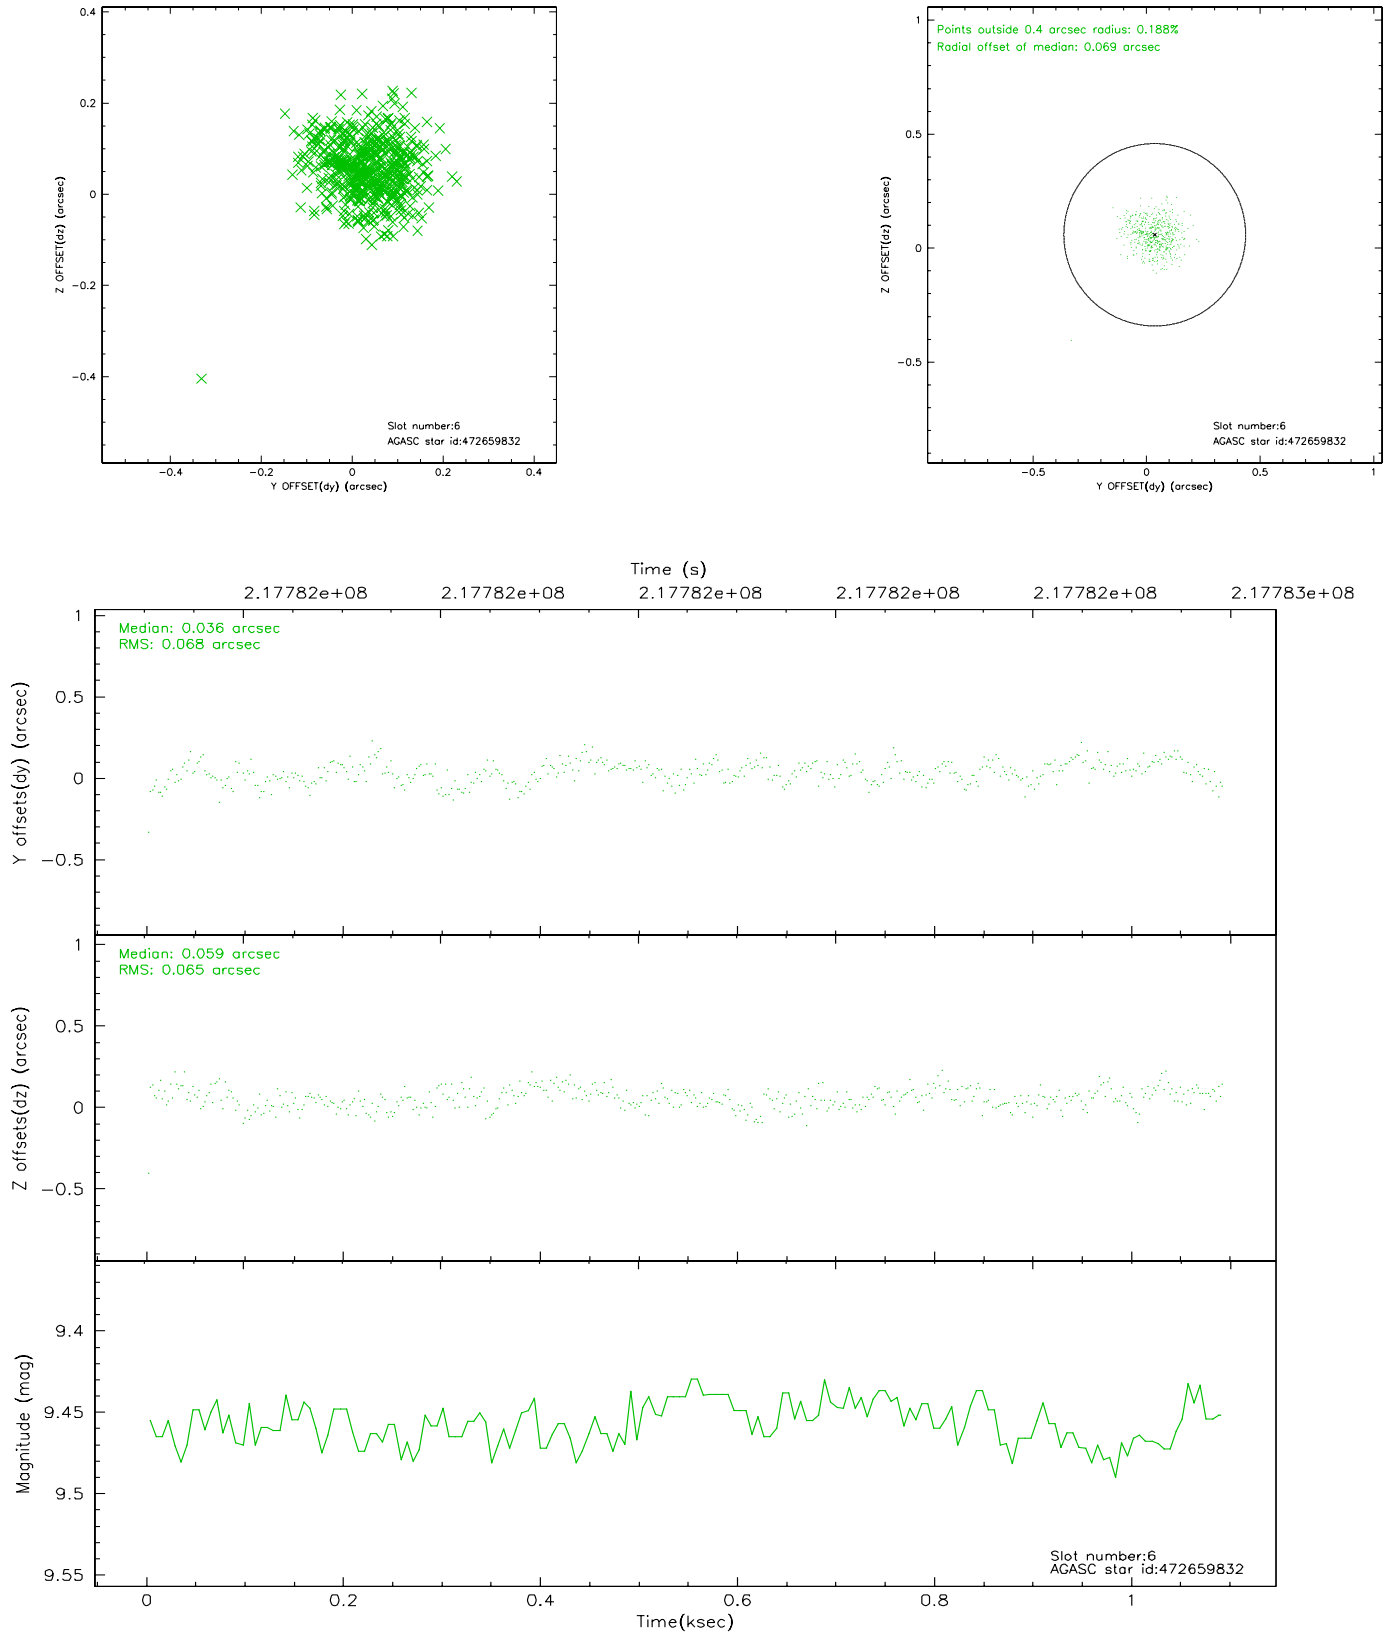 0.4
0.2
0
−0.2
−0.4
Z OFFSET(dz) (arcsec)
Slot number:6
AGASC star id:472659832
−0.4 −0.2 0 0.2 0.4
Y OFFSET(dy) (arcsec)
1
0.5
0
−0.5
Z OFFSET(dz) (arcsec)
Points outside 0.4 arcsec radius: 0.188%
Radial offset of median: 0.069 arcsec
Slot number:6
AGASC star id:472659832
−0.5 0 0.5 1
Y OFFSET(dy) (arcsec)
Time (s)
2.17782e+08 2.17782e+08 2.17782e+08 2.17782e+08 2.17782e+08 2.17783e+08
1
0.5
0
−0.5
Y offsets(dy) (arcsec)
Median: 0.036 arcsec
RMS: 0.068 arcsec
1
0.5
0
−0.5
Z offsets(dz) (arcsec)
Median: 0.059 arcsec
RMS: 0.065 arcsec
9.4
9.45
9.5
9.55
Magnitude (mag)
Slot number:6
AGASC star id:472659832
0 0.2 0.4 0.6 0.8 1
Time(ksec)